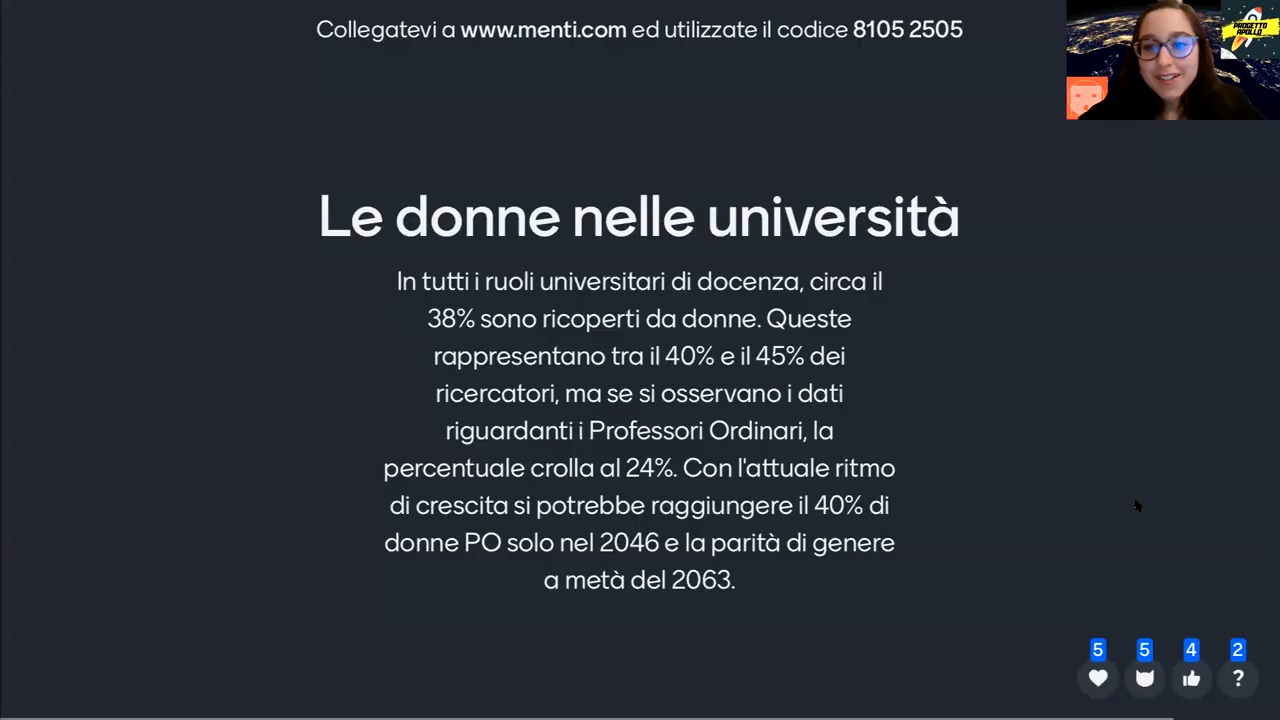 Collegatevi a www.menti.com ed utilizzate il codice 8105 2505
PROGETTO
APOLLO
Le donne nelle università
In tutti i ruoli universitari di docenza, circa il
38% sono ricoperti da donne. Queste
rappresentano tra il 40% e il 45% dei
ricercatori, ma se si osservano i dati
riguardanti i Professori Ordinari, la
percentuale crolla al 24%. Con l'attuale ritmo
di crescita si potrebbe raggiungere il 40% di
donne PO solo nel 2046 e la parità di genere
a metà del 2063.
5 5 4 2
?